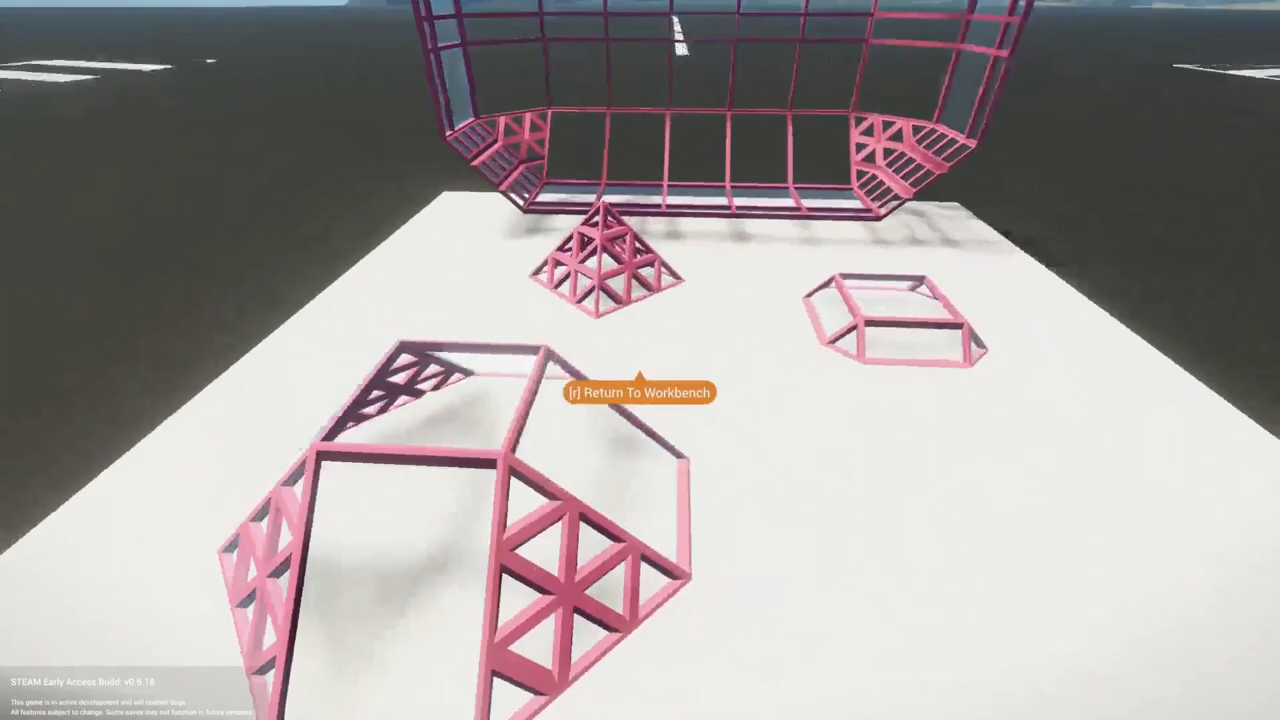 [r] Return To Workbench
STEAM Early Access Build: v0.6.18
This game is in active development and will contain bugs.
All features subject to change. Game saves may not function in future versions.